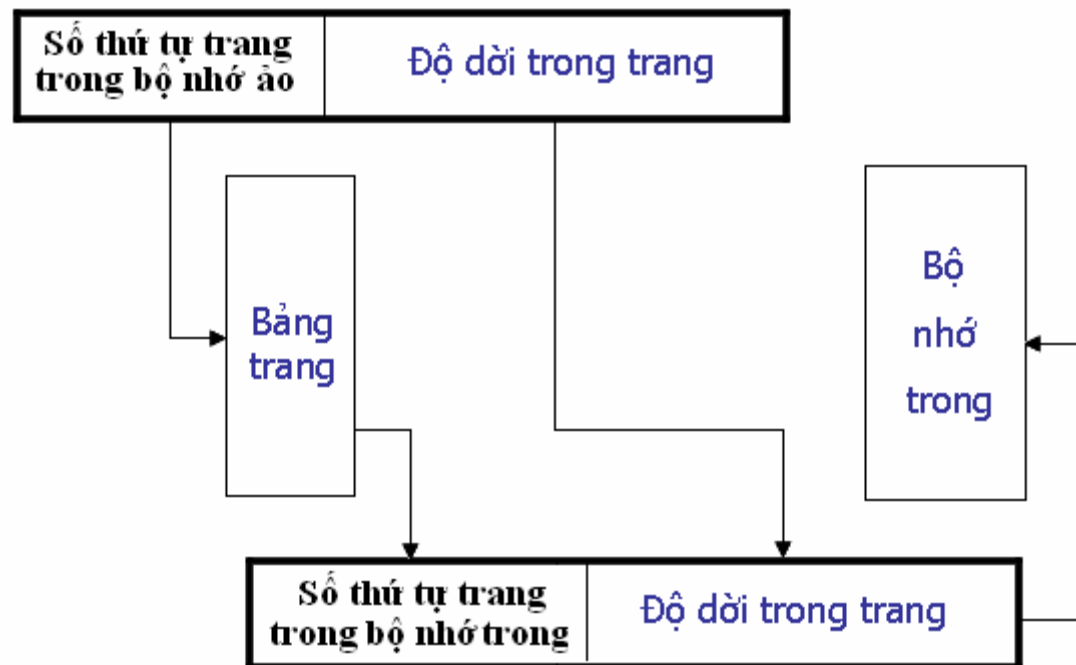 Số thứ tự trang
trong bộ nhớ ảo
Độ dời trong trang
Bảng
trang
Bộ
nhớ
trong
Số thứ tự trang
trong bộ nhớ trong
Độ dời trong trang